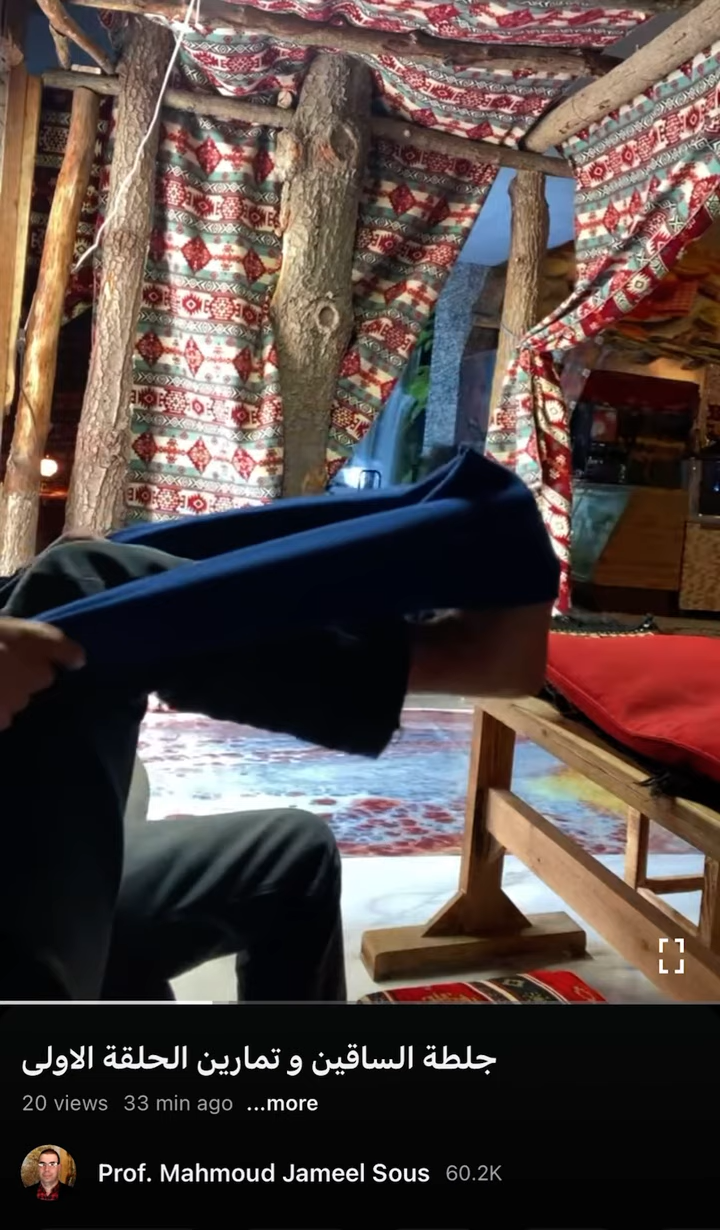 جلطة الساقين و تمارين الحلقة الاولى
20 views 33 min ago ...more
Prof. Mahmoud Jameel Sous 60.2K